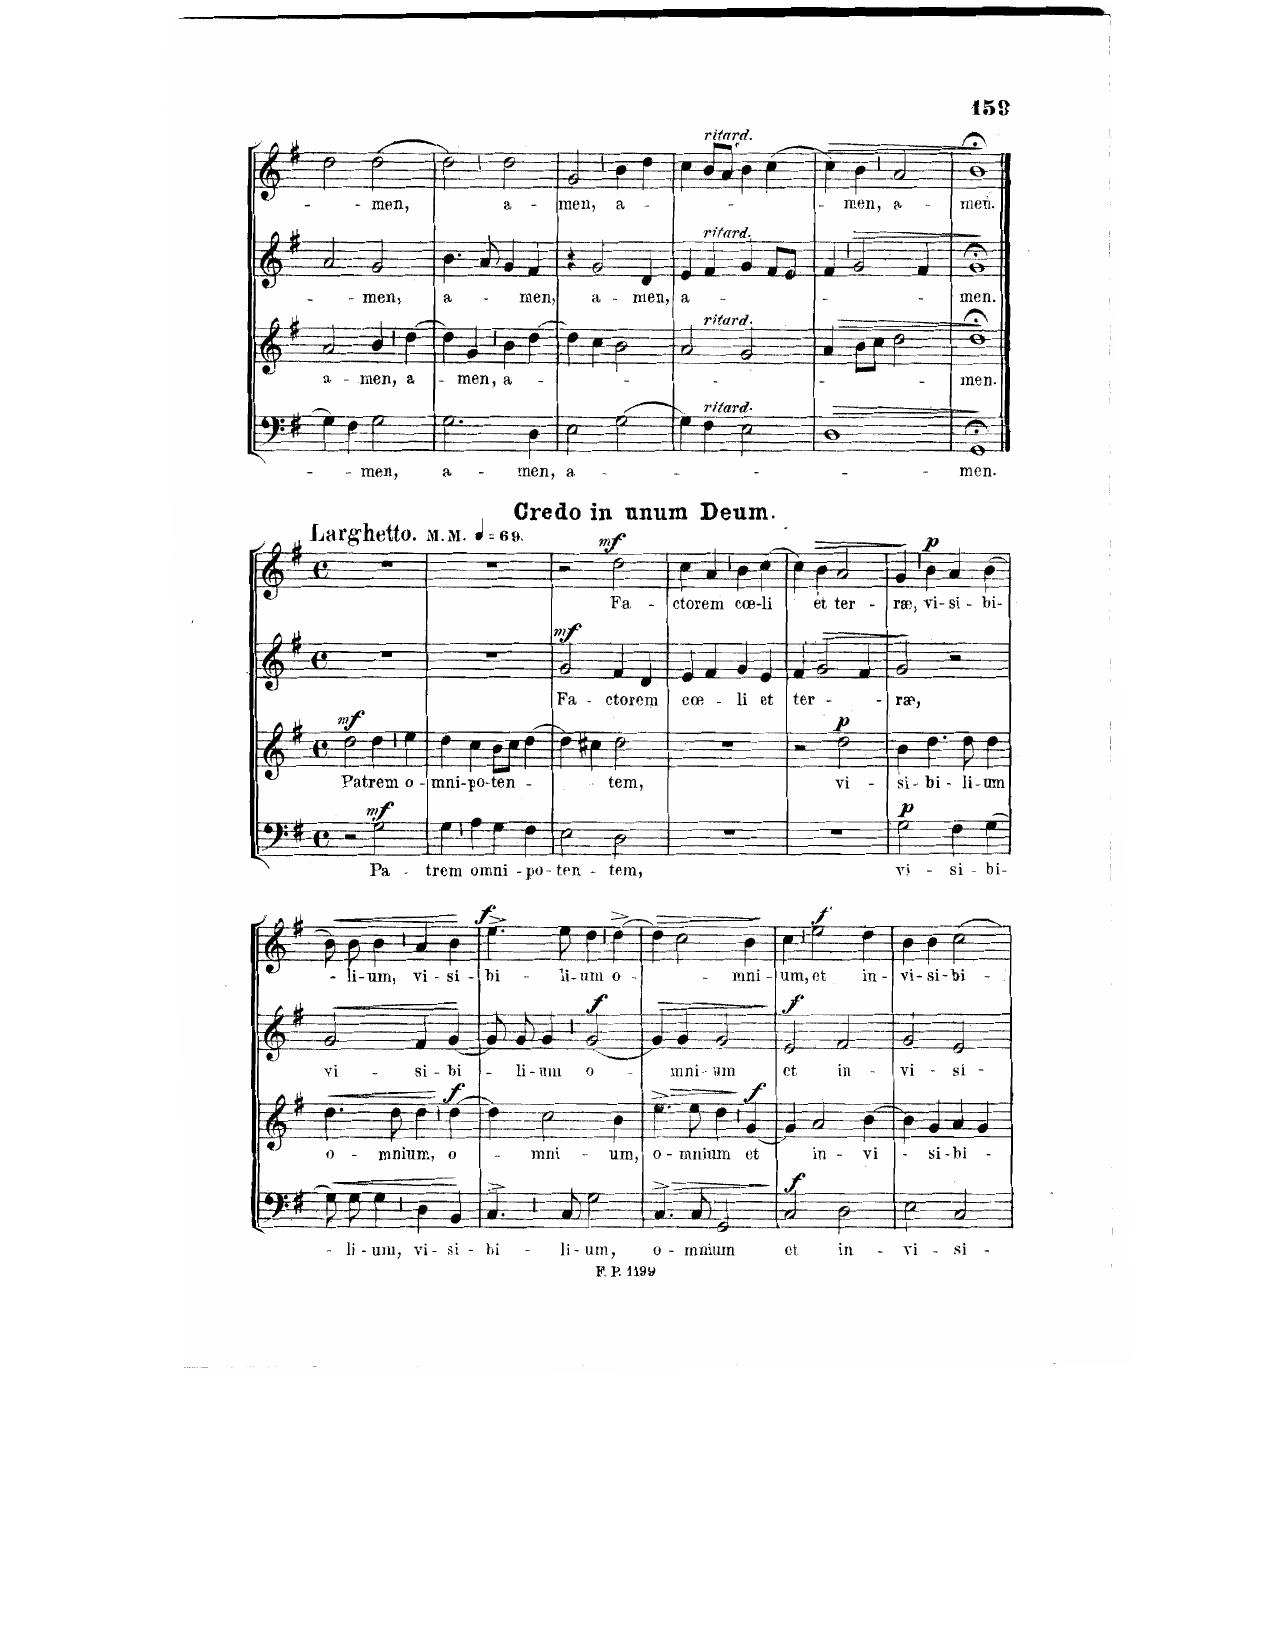 159
ritard.
- - men, a - men, a - - - - men, a - men.
ritard.
- - men, a - men, a - men, a - - - - men.
ritard.
a - men, a - men, a - - - - - men.
ritard.
- - men, a - men, a - - - - - men.
Credo in unum Deum.
Larghetto. M.M. ♩ = 69.
mf p
Fa - ctorem cœ-li et ter - ræ, vi-si-bi-
mf
Fa - ctorem cœ - li et ter - - ræ,
mf p
Patrem o-mni-po-ten - - tem, vi - si-bi-li-um
mf p
Pa - trem omni-po-ten - tem, vi - si-bi-
f f
- li-um, vi-si-bi - li-um o - - mni-um, et in-vi-si-bi-
f f
vi - si-bi - li-um o - mni-um et in - vi - si -
f f
o - mnium, o - mni - um, o-mnium et in - vi - si-bi -
f
- li-um, vi-si-bi - li-um, o - mnium et in - vi - si -
F. P. 1199